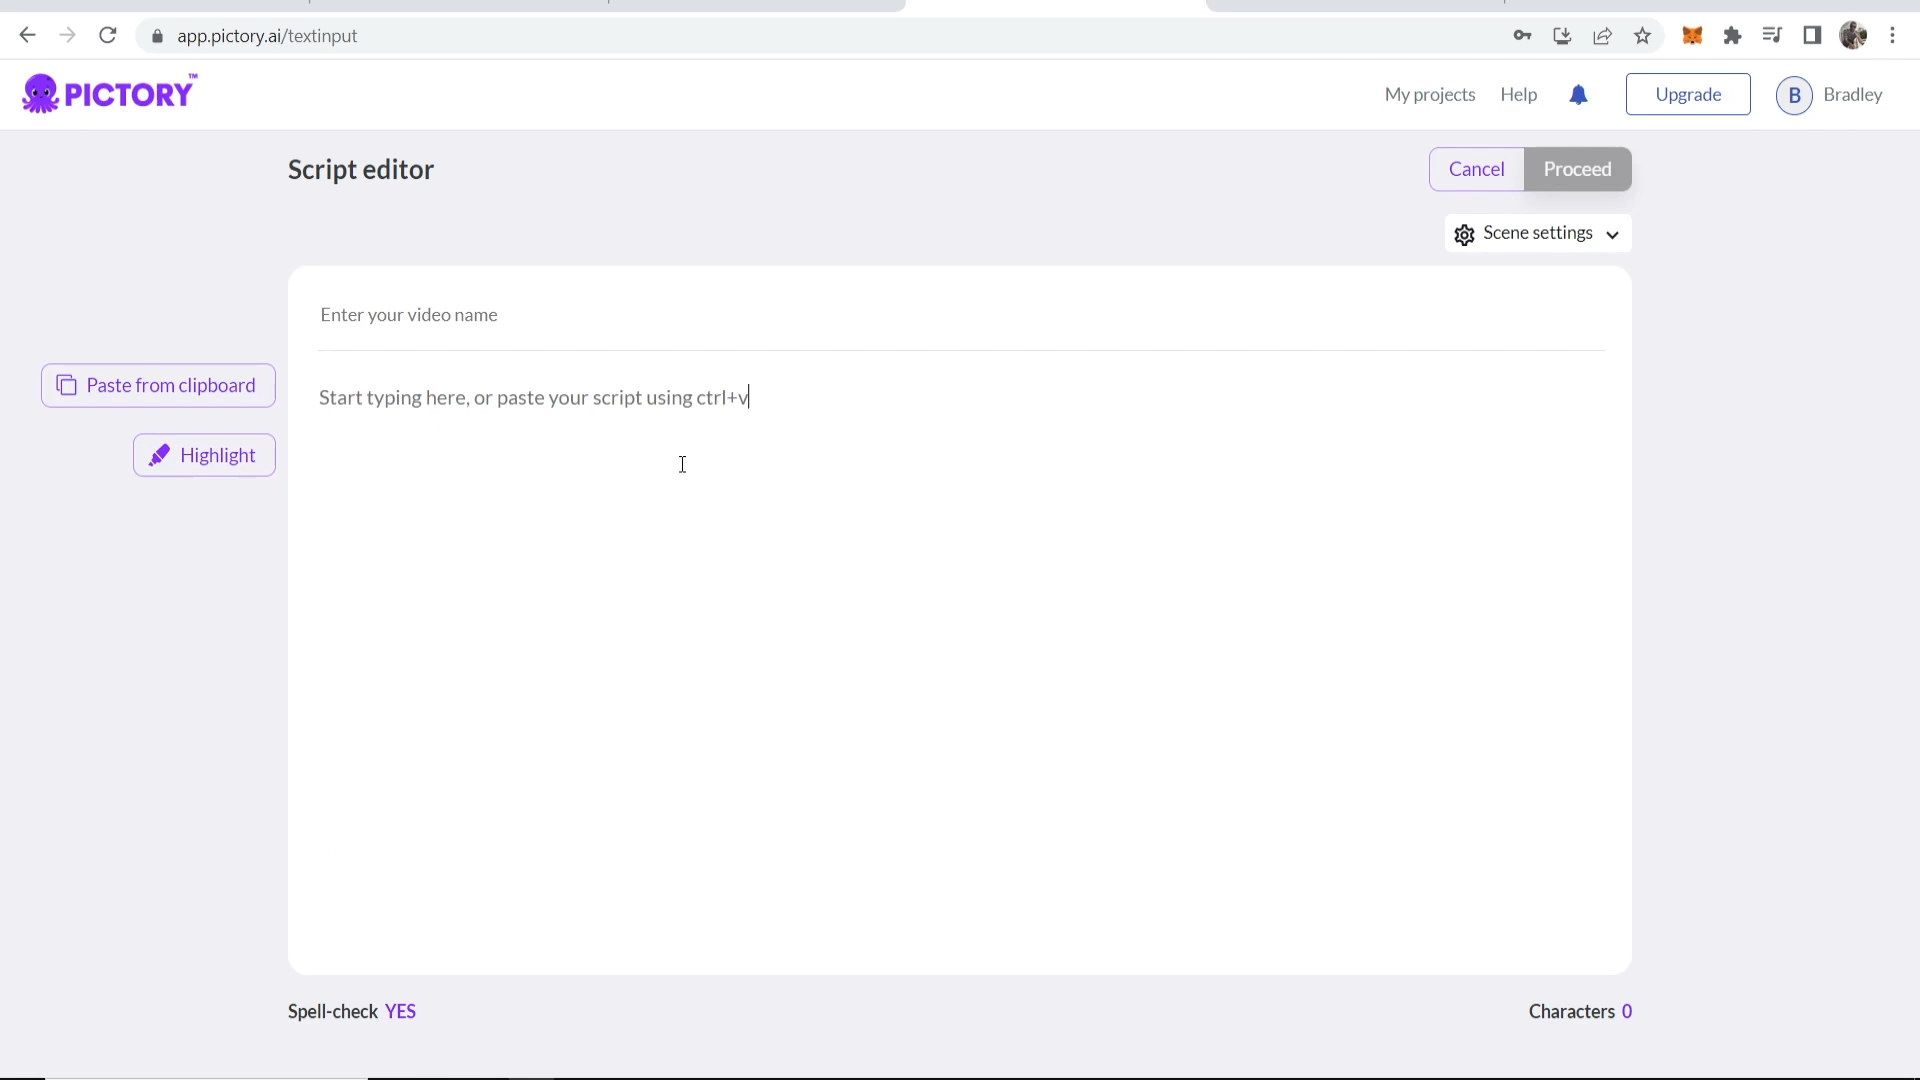 app.pictory.ai/textinput
PICTORY™
My projects
Help
Upgrade
B
Bradley
Script editor
Cancel
Proceed
Scene settings
Enter your video name
Paste from clipboard
Start typing here, or paste your script using ctrl+v
Highlight
Spell-check YES
Characters 0